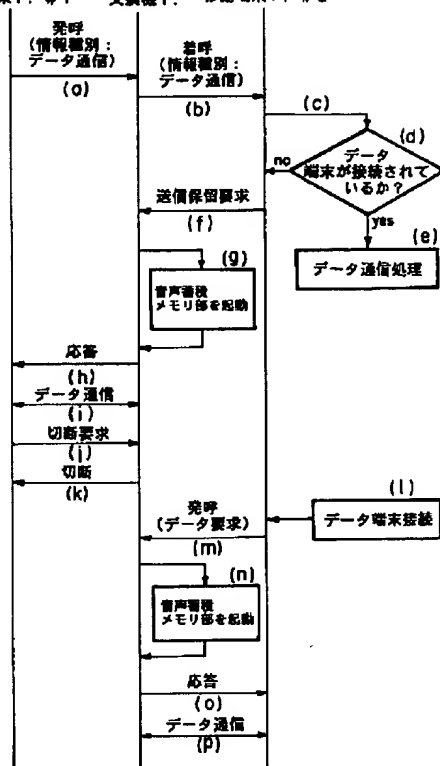 発呼
(情報種別:
データ通信)
(a)
着呼
(情報種別:
データ通信)
(b)
(c)
(d)
データ
端末が接続されて
いるか?
no
yes
送信保留要求
(f)
(e)
データ通信処理
(g)
音声蓄積
メモリ部を起動
応答
(h)
データ通信
(i)
切断要求
(j)
切断
(k)
(l)
データ端末接続
発呼
(データ要求)
(m)
(n)
音声蓄積
メモリ部を起動
応答
(o)
データ通信
(p)